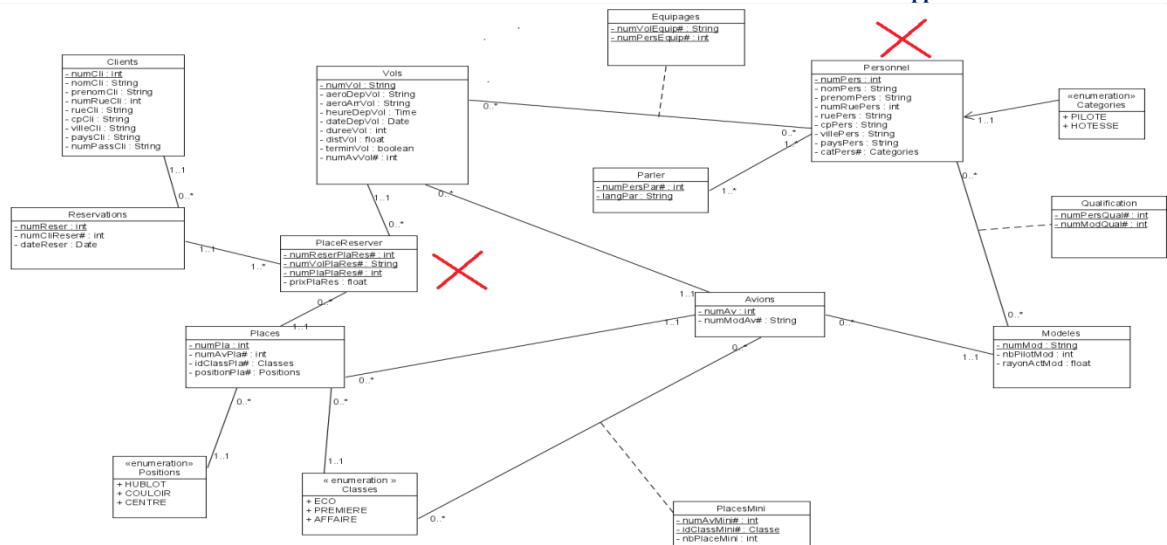 Equipages
- numVolEquip# : String
- numPersEquip# : int
Clients
- numCli : int
- nomCli : String
- prenomCli : String
- numRueCli : int
- rueCli : String
- cpCli : String
- villeCli : String
- paysCli : String
- numPassCli : String
Vols
- numVol : String
- aeroDepVol : String
- aeroArrVol : String
- heureDepVol : Time
- dateDepVol : Date
- dureeVol : int
- distVol : float
- terminVol : boolean
- numAvVol# : int
Personnel
- numPers : int
- nomPers : String
- prenomPers : String
- numRuePers : int
- ruePers : String
- cpPers : String
- villePers : String
- paysPers : String
- catPers# : Categories
«enumeration»
Categories
+ PILOTE
+ HOTESSE
0..*
0..*
1..*
1..1
Parler
- numPersPar# : int
- langPar : String
1..*
1..1
0..*
0..*
1..1
0..*
0..*
Qualification
- numPersQual# : int
- numModQual# : int
Reservations
- numReser : int
- numCliReser# : int
- dateReser : Date
1..1
1..*
PlaceReserver
- numReserPlaRes# : int
- numVolPlaRes# : String
- numPlaPlaRes# : int
- prixPlaRes : float
0..*
1..1
Places
- numPla : int
- numAvPla# : int
- idClassPla# : Classes
- positionPla# : Positions
1..1
1..1
Avions
- numAv : int
- numModAv# : String
0..*
0..*
1..1
0..*
Modeles
- numMod : String
- nbPilotMod : int
- rayonActMod : float
0..*
0..*
0..*
1..1
1..1
«enumeration»
Positions
+ HUBLOT
+ COULOIR
+ CENTRE
« enumeration »
Classes
+ ECO
+ PREMIERE
+ AFFAIRE
0..*
PlacesMini
- numAvMini# : int
- idClassMini# : Classe
- nbPlaceMini : int